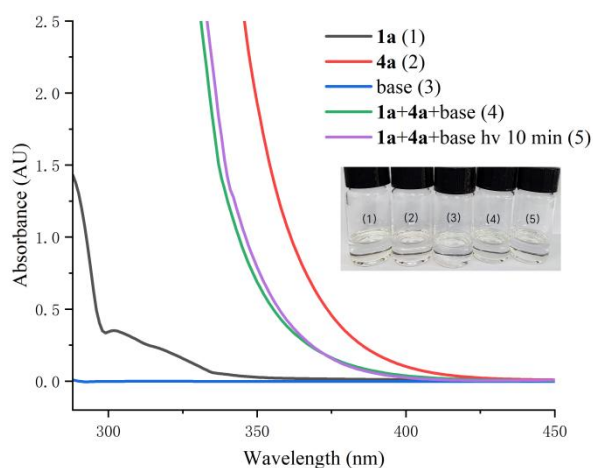 2.5
2.0
1.5
1.0
0.5
0.0
Absorbance (AU)
1a (1)
4a (2)
base (3)
1a+4a+base (4)
1a+4a+base hv 10 min (5)
(1) (2) (3) (4) (5)
300 350 400 450
Wavelength (nm)